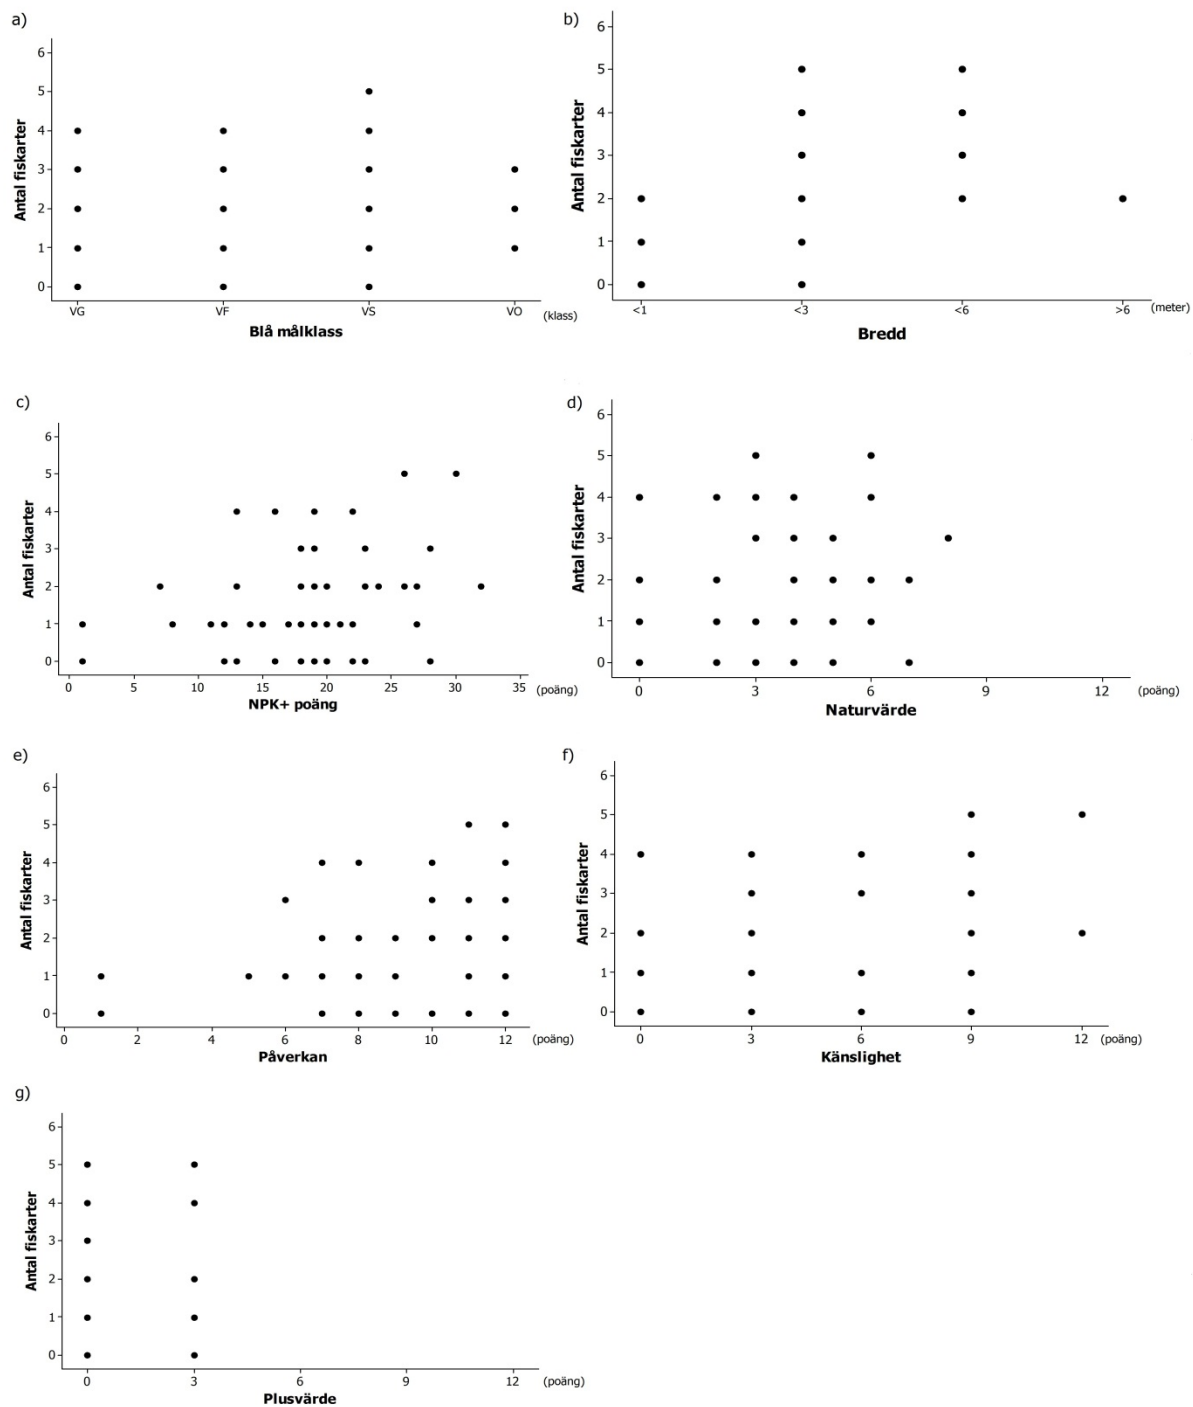 a)
Antal fiskarter
6
5
4
3
2
1
0
VG VF VS VO (klass)
Blå målklass
b)
Antal fiskarter
6
5
4
3
2
1
0
<1 <3 <6 >6 (meter)
Bredd
c)
Antal fiskarter
6
5
4
3
2
1
0
0 5 10 15 20 25 30 35 (poäng)
NPK+ poäng
d)
Antal fiskarter
6
5
4
3
2
1
0
0 3 6 9 12 (poäng)
Naturvärde
e)
Antal fiskarter
6
5
4
3
2
1
0
0 2 4 6 8 10 12 (poäng)
Påverkan
f)
Antal fiskarter
6
5
4
3
2
1
0
0 3 6 9 12 (poäng)
Känslighet
g)
Antal fiskarter
6
5
4
3
2
1
0
0 3 6 9 12 (poäng)
Plusvärde